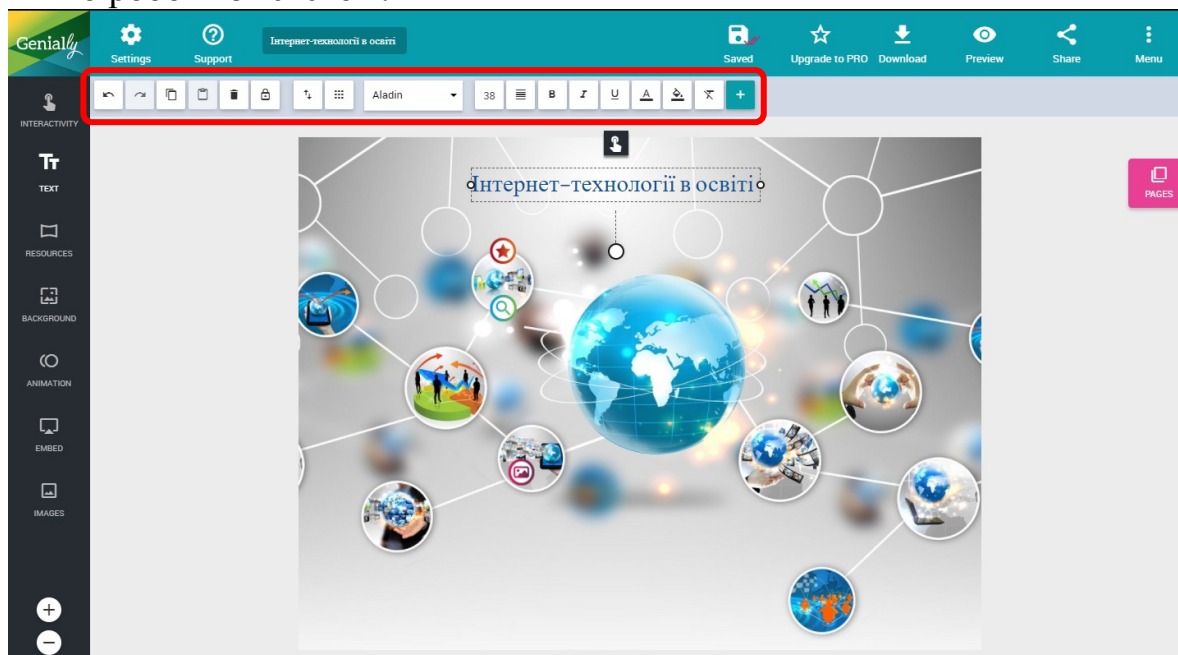 Genially
Settings
Support
Інтернет-технології в освіті
Saved
Upgrade to PRO
Download
Preview
Share
Menu
Aladin
38
B
I
U
A
INTERACTIVITY
TEXT
RESOURCES
BACKGROUND
ANIMATION
EMBED
IMAGES
Інтернет-технології в освіті
PAGES